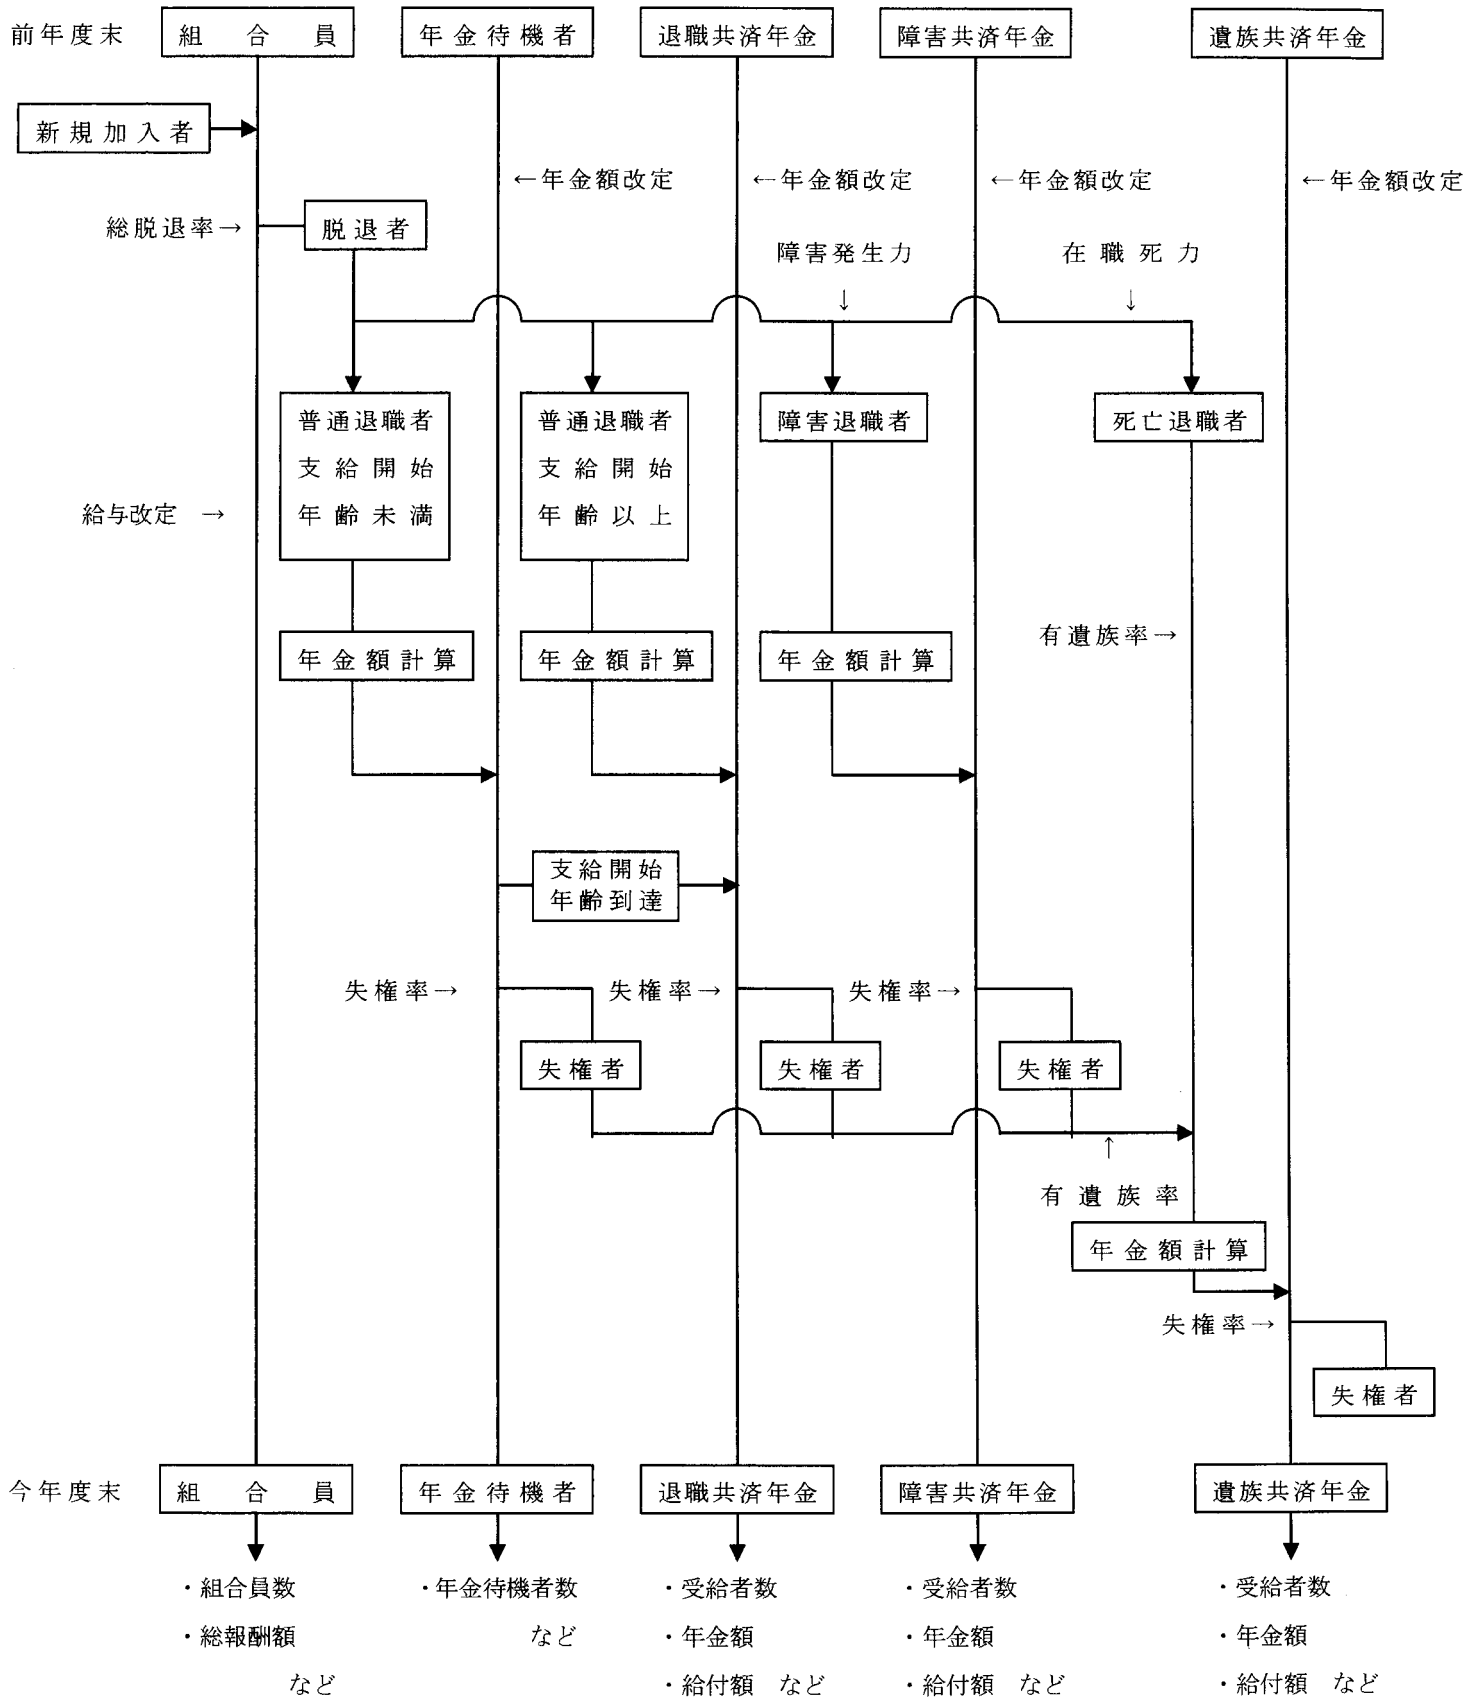 前年度末 組合員 年金待機者 退職共済年金 障害共済年金 遺族共済年金
新規加入者
←年金額改定 ←年金額改定 ←年金額改定 ←年金額改定
総脱退率→ 脱退者
障害発生力 在職死力
↓ ↓
普通退職者 普通退職者 障害退職者 死亡退職者
支給開始 支給開始
給与改定 → 年齢未満 年齢以上
有遺族率→
年金額計算 年金額計算 年金額計算
支給開始
年齢到達
失権率→ 失権率→ 失権率→
失権者 失権者 失権者
↑
有遺族率
年金額計算
失権率→
失権者
今年度末 組合員 年金待機者 退職共済年金 障害共済年金 遺族共済年金
・組合員数 ・年金待機者数 ・受給者数 ・受給者数 ・受給者数
・総報酬額 など ・年金額 ・年金額 ・年金額
など ・給付額 など ・給付額 など ・給付額 など